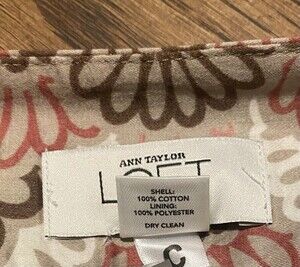 ANN TAYLOR
LOFT
SHELL:
100% COTTON
LINING:
100% POLYESTER
DRY CLEAN
C